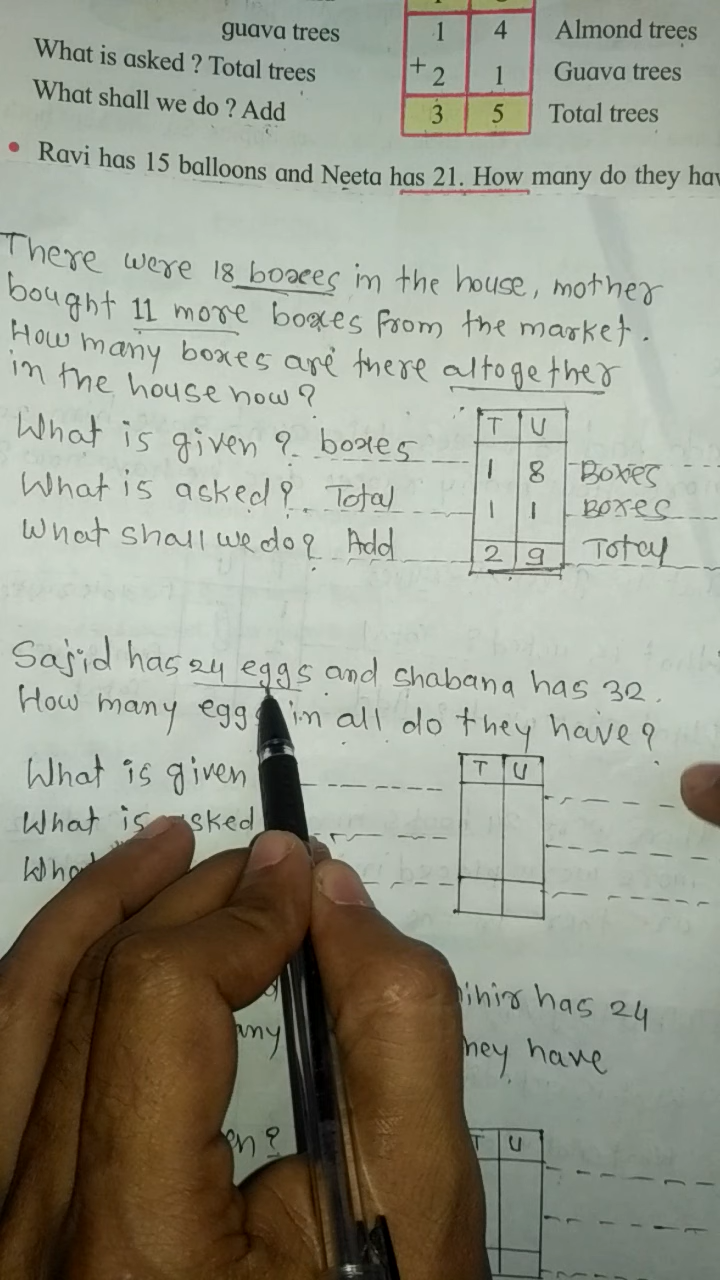 guava trees
What is asked ? Total trees
What shall we do ? Add
1 4 Almond trees
+ 2 1 Guava trees
3 5 Total trees
• Ravi has 15 balloons and Neeta has 21. How many do they hav
There were 18 boxes in the house, mother
bought 11 more boxes from the market.
How many boxes are there altogether
in the house now?
What is given ? boxes
What is asked? Total
What shall we do? Add
T U
1 8 Boxes
1 1 Boxes
2 9 Total
Sajid has 24 eggs and Shabana has 32.
How many eggs in all do they have?
What is given
What is asked
T U
has 24
any
have
?
T U